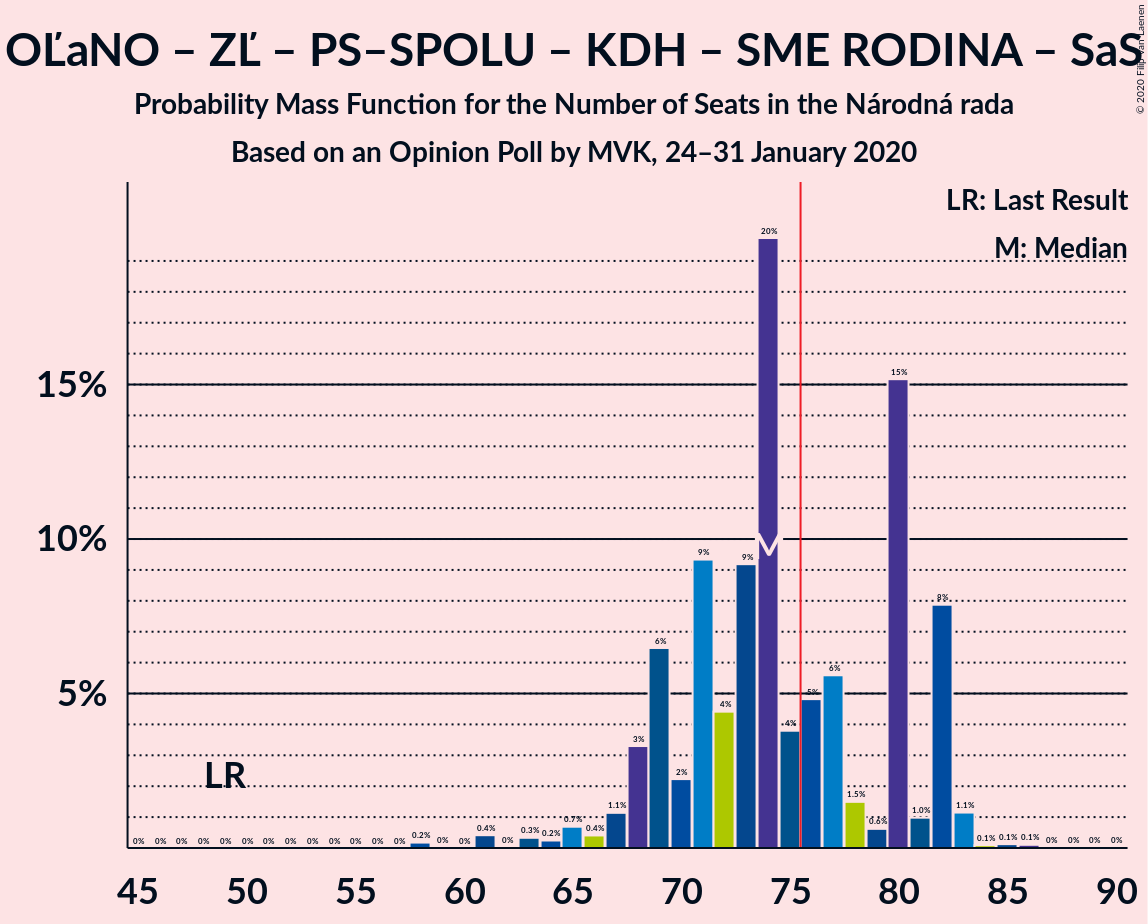 OĽaNO – ZĽ – PS–SPOLU – KDH – SME RODINA – SaS
Probability Mass Function for the Number of Seats in the Národná rada
Based on an Opinion Poll by MVK, 24–31 January 2020
© 2020 Filip van Laenen
LR: Last Result
M: Median
15%
10%
5%
LR
0% 0% 0% 0% 0% 0% 0% 0% 0% 0% 0% 0% 0% 0.2% 0% 0% 0.4% 0% 0.3% 0.2% 0.7% 0.4% 1.1% 3% 6% 2% 9% 4% 9% 20% 4% 5% 6% 1.5% 0.6% 15% 1.0% 8% 1.1% 0.1% 0.1% 0.1% 0% 0% 0% 0%
45 50 55 60 65 70 75 80 85 90